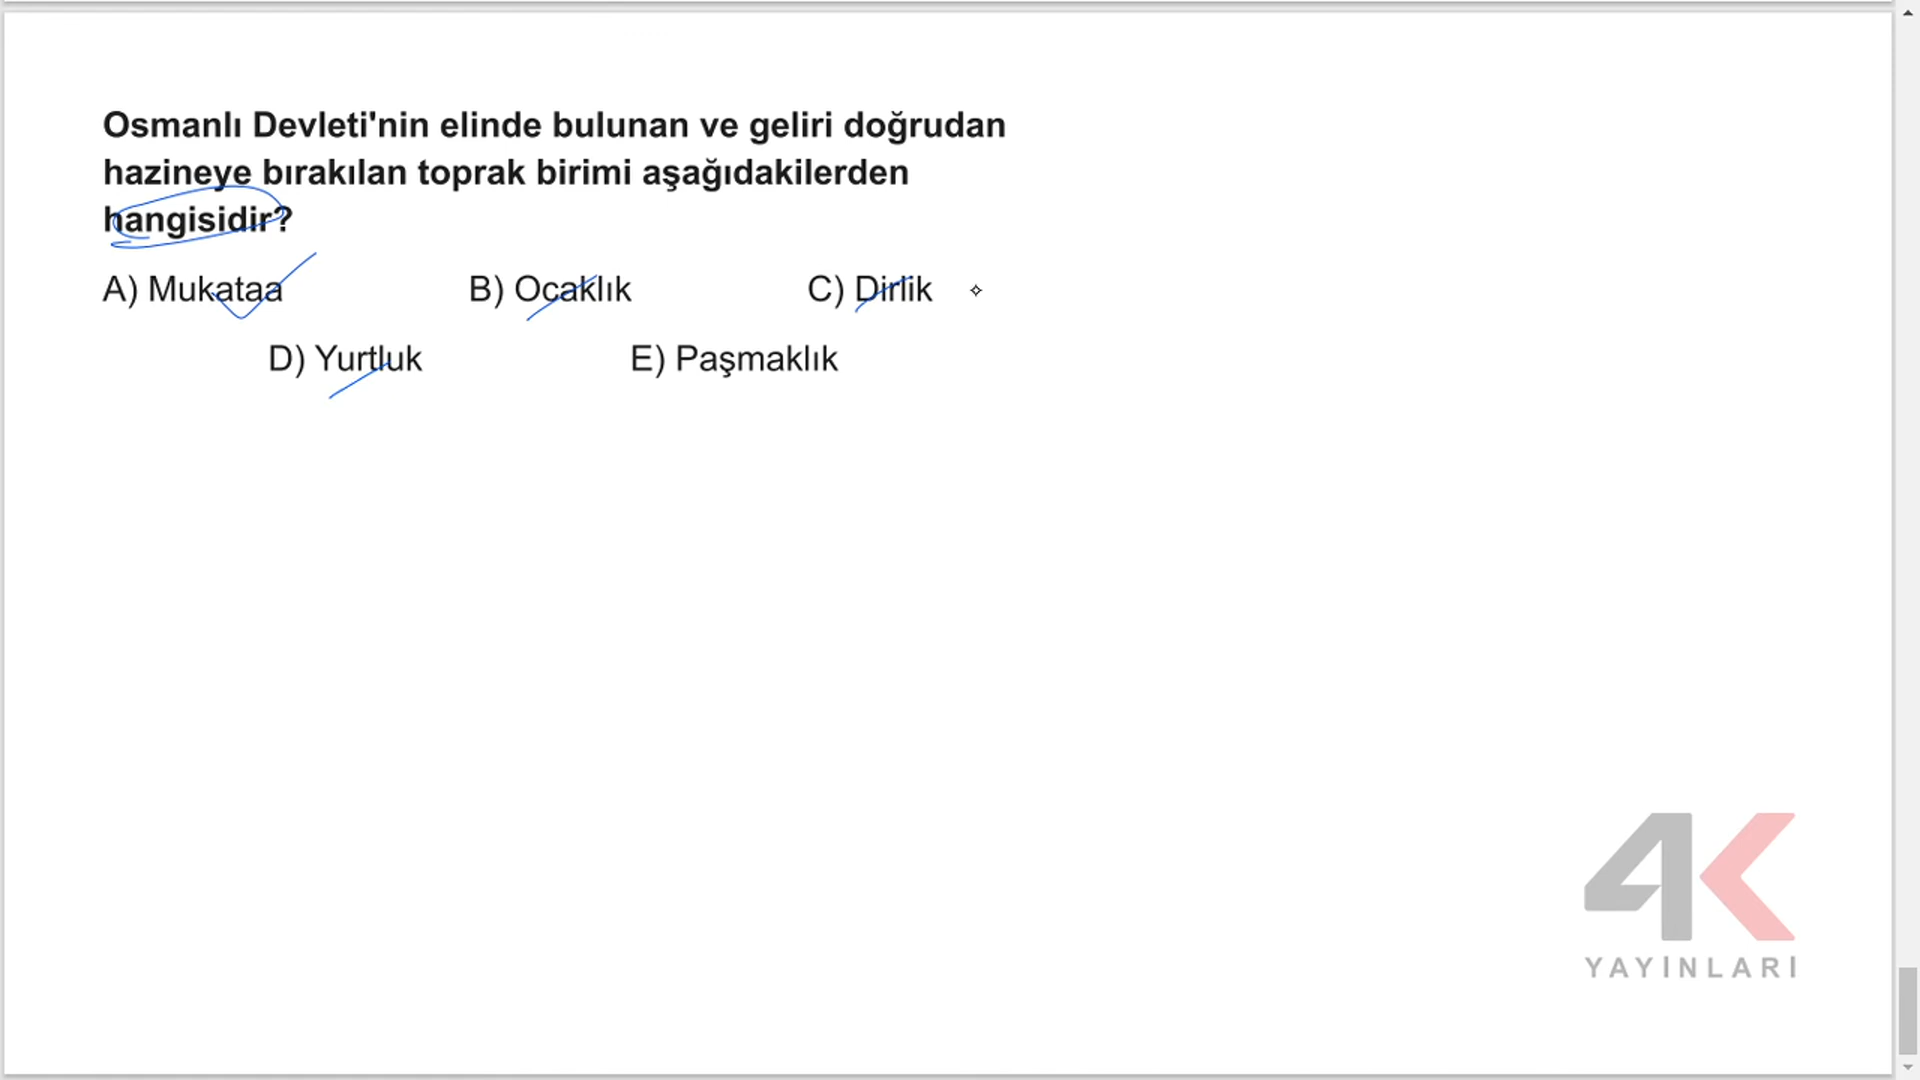 Osmanlı Devleti'nin elinde bulunan ve geliri doğrudan
hazineye bırakılan toprak birimi aşağıdakilerden
hangisidir?
A) Mukataa B) Ocaklık C) Dirlik
D) Yurtluk E) Paşmaklık
4K
YAYINLARI